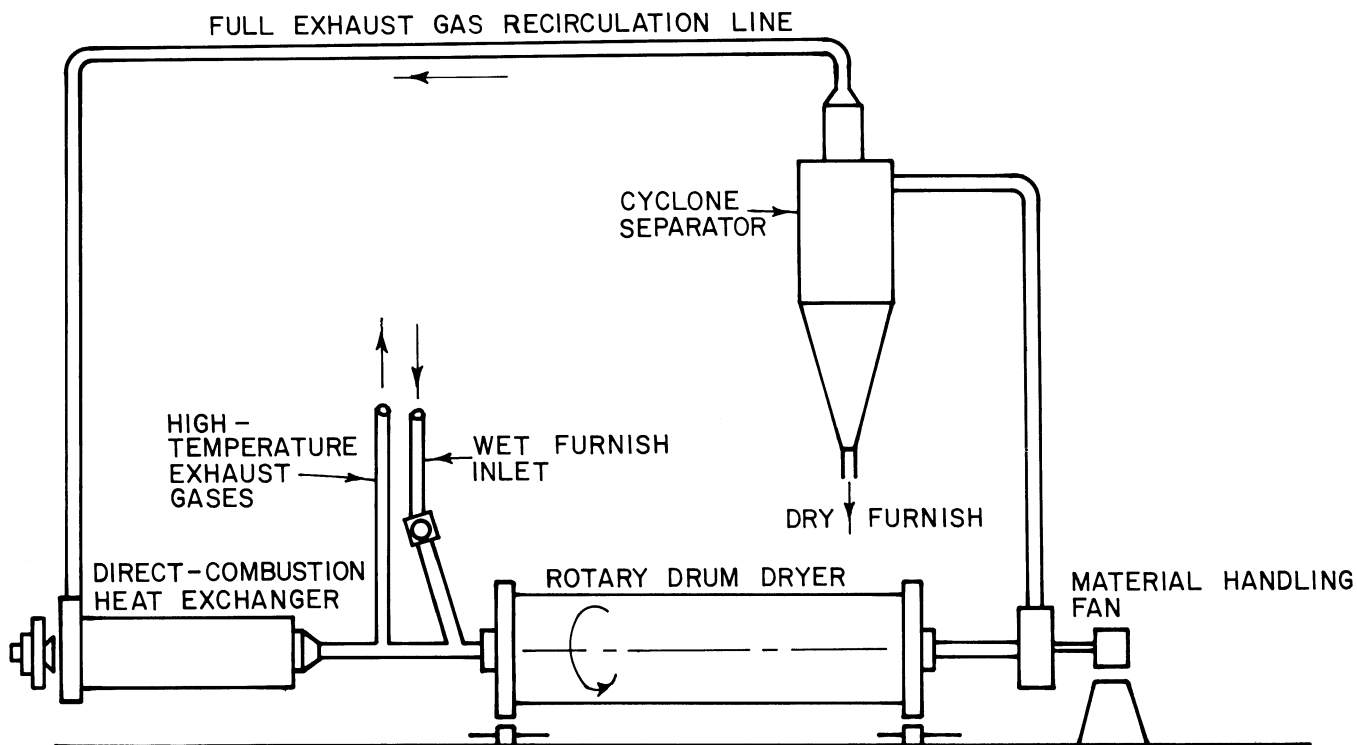 FULL EXHAUST GAS RECIRCULATION LINE
CYCLONE
SEPARATOR
HIGH-
TEMPERATURE
EXHAUST
GASES
WET FURNISH
INLET
DRY FURNISH
DIRECT-COMBUSTION
HEAT EXCHANGER
ROTARY DRUM DRYER
MATERIAL HANDLING
FAN